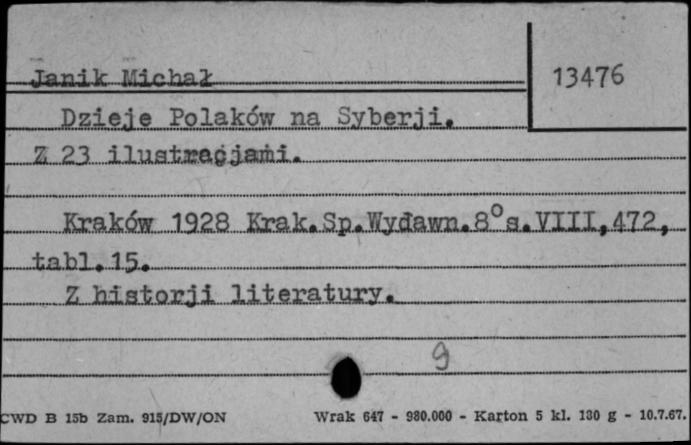 Janik Michał
13476
Dzieje Polaków na Syberji.
Z 23 ilustracjami.
Kraków 1928 Krak.Sp.Wydawn.8°s.VIII,472,
tabl.15.
Z historji literatury.
9
CWD B 15b Zam. 915/DW/ON Wrak 647 - 980.000 - Karton 5 kl. 130 g - 10.7.67.